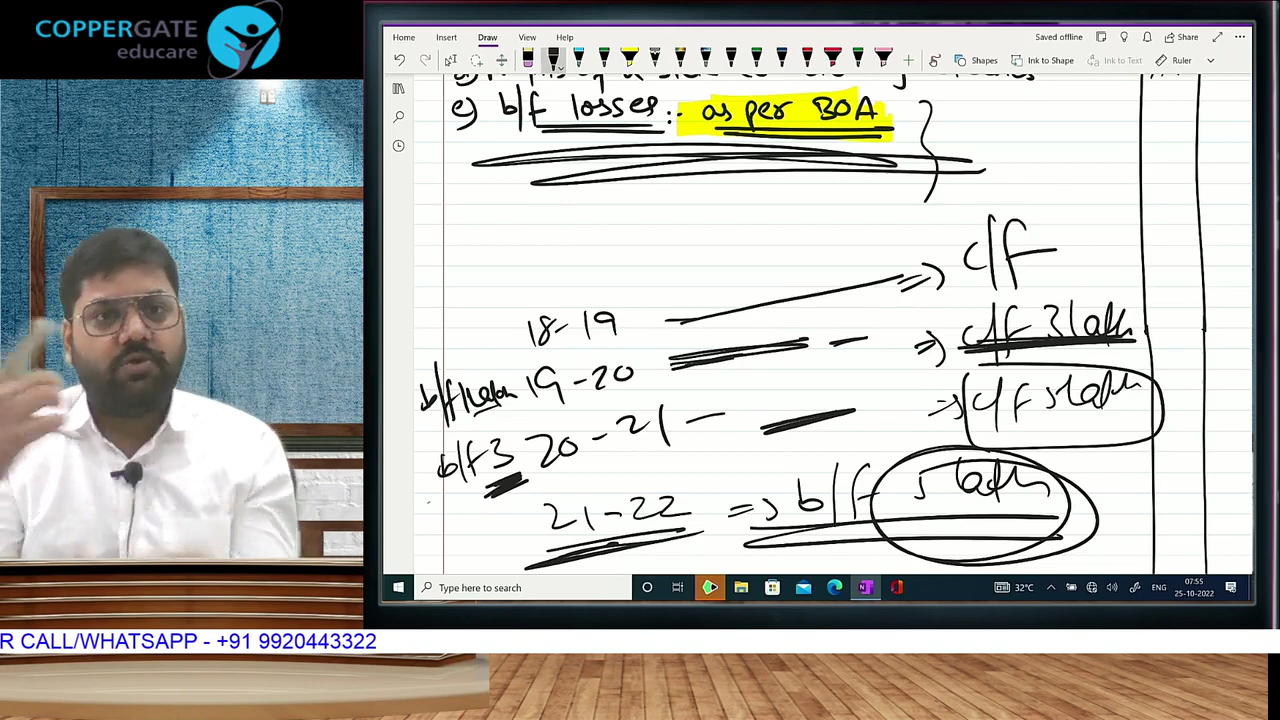 COPPERGATE
educare
Home Insert Draw View Help
Saved offline
Share
Shapes
Ink to Shape
Ink to Text
Ruler
e) b/f losses :- as per BOA
c/f
18-19
c/f 3 lakh
b/f 19-20
c/f 5 lakh
b/f 3 20-21
21-22 => b/f 5 lakh
Type here to search
32°C
ENG
07:55
25-10-2022
R CALL/WHATSAPP - +91 9920443322